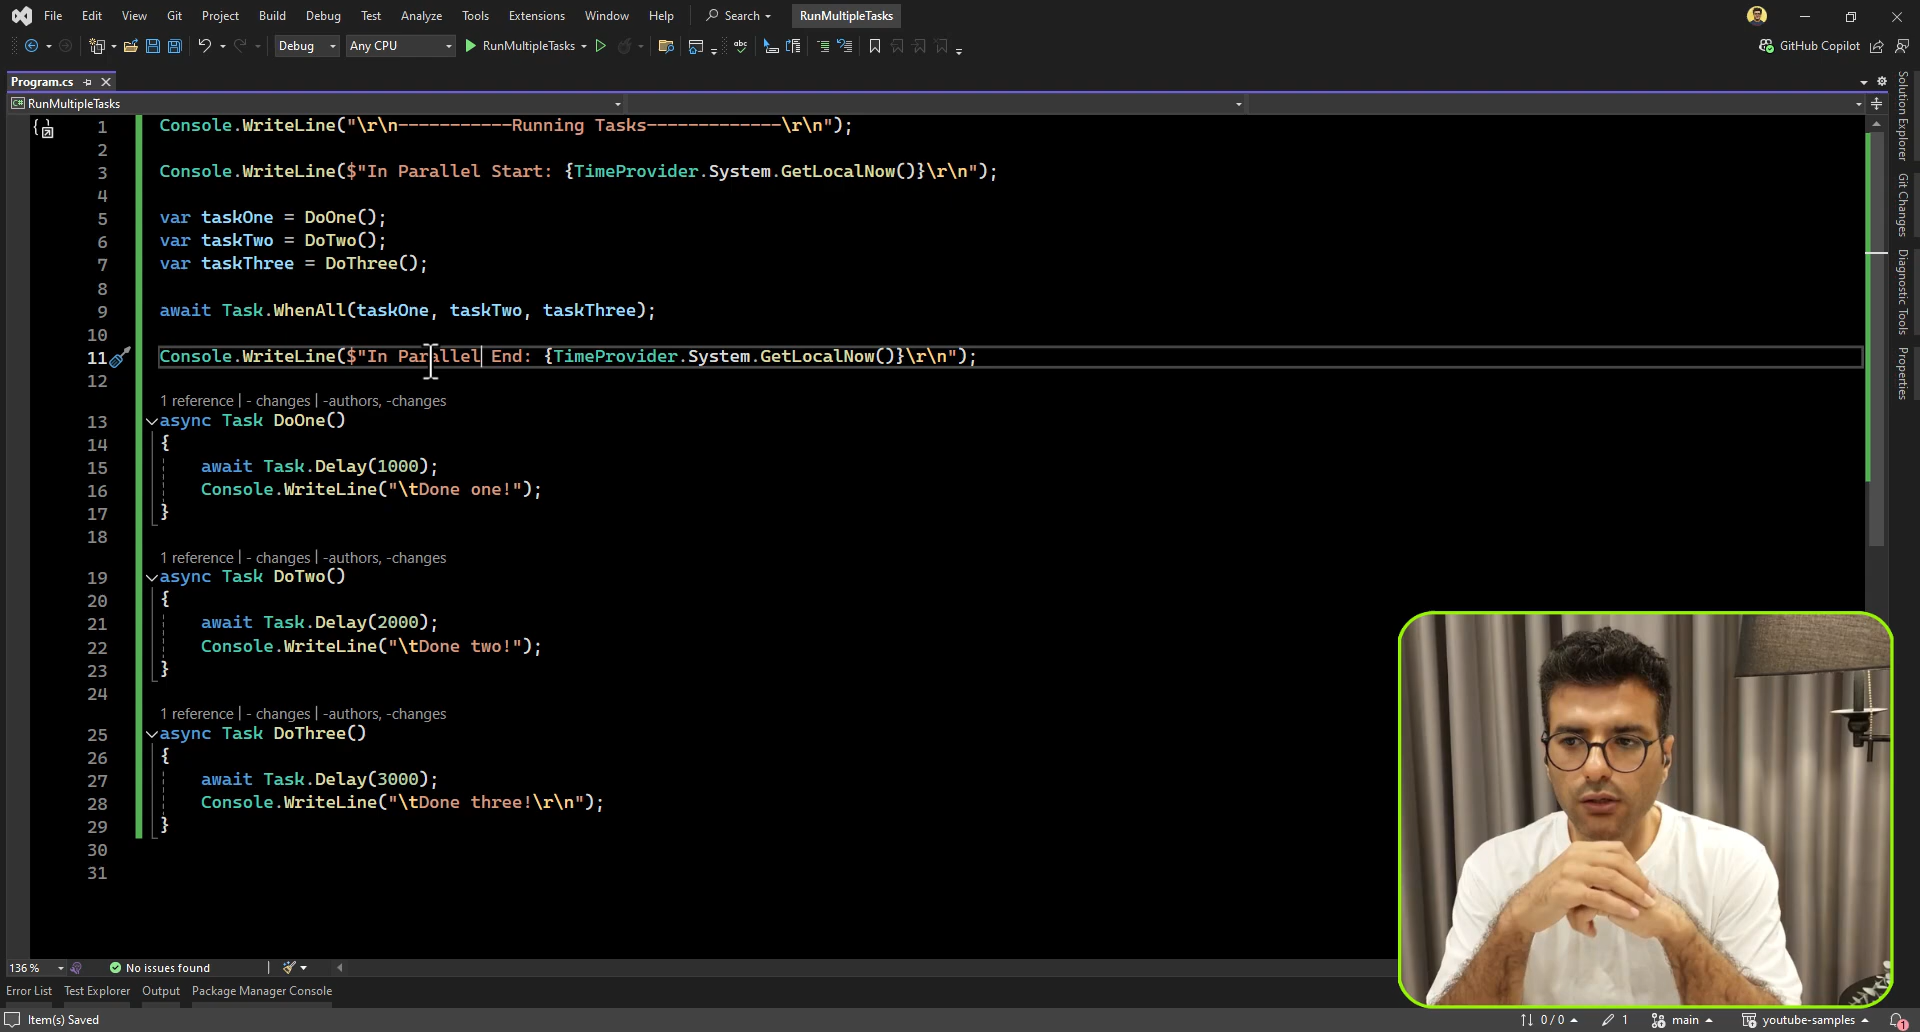 File Edit View Git Project Build Debug Test Analyze Tools Extensions Window Help Search RunMultipleTasks
Debug Any CPU RunMultipleTasks GitHub Copilot
Program.cs
C# RunMultipleTasks
1 Console.WriteLine("\r\n-----------Running Tasks-------------\r\n");
2
3 Console.WriteLine($"In Parallel Start: {TimeProvider.System.GetLocalNow()}\r\n");
4
5 var taskOne = DoOne();
6 var taskTwo = DoTwo();
7 var taskThree = DoThree();
8
9 await Task.WhenAll(taskOne, taskTwo, taskThree);
10
11 Console.WriteLine($"In Parallel End: {TimeProvider.System.GetLocalNow()}\r\n");
12
1 reference | - changes | -authors, -changes
13 async Task DoOne()
14 {
15 await Task.Delay(1000);
16 Console.WriteLine("\tDone one!");
17 }
18
1 reference | - changes | -authors, -changes
19 async Task DoTwo()
20 {
21 await Task.Delay(2000);
22 Console.WriteLine("\tDone two!");
23 }
24
1 reference | - changes | -authors, -changes
25 async Task DoThree()
26 {
27 await Task.Delay(3000);
28 Console.WriteLine("\tDone three!\r\n");
29 }
30
31
Solution Explorer
Git Changes
Diagnostic Tools
Properties
136 % No issues found
Error List Test Explorer Output Package Manager Console
Item(s) Saved 0 / 0 1 main youtube-samples 1